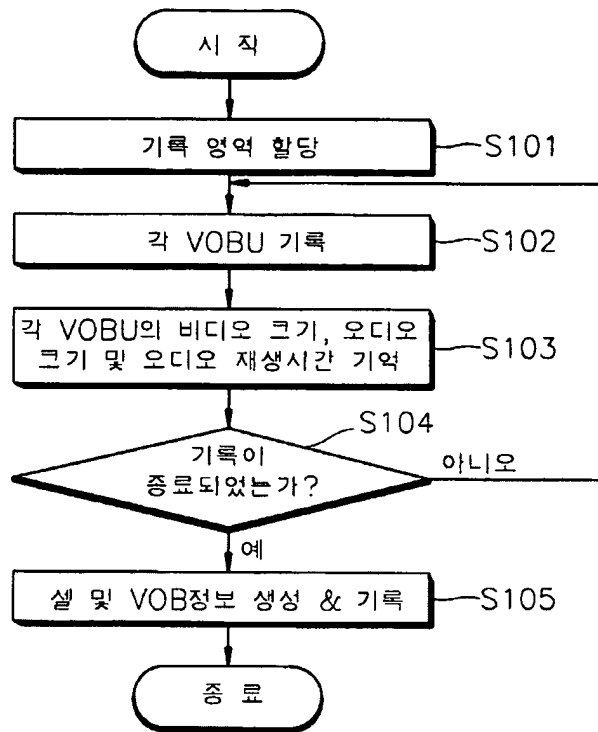 시 작
기록 영역 할당
S101
각 VOBU 기록
S102
각 VOBU의 비디오 크기, 오디오
크기 및 오디오 재생시간 기억
S103
S104
기록이
종료되었는가?
아니오
예
셀 및 VOB정보 생성 & 기록
S105
종 료